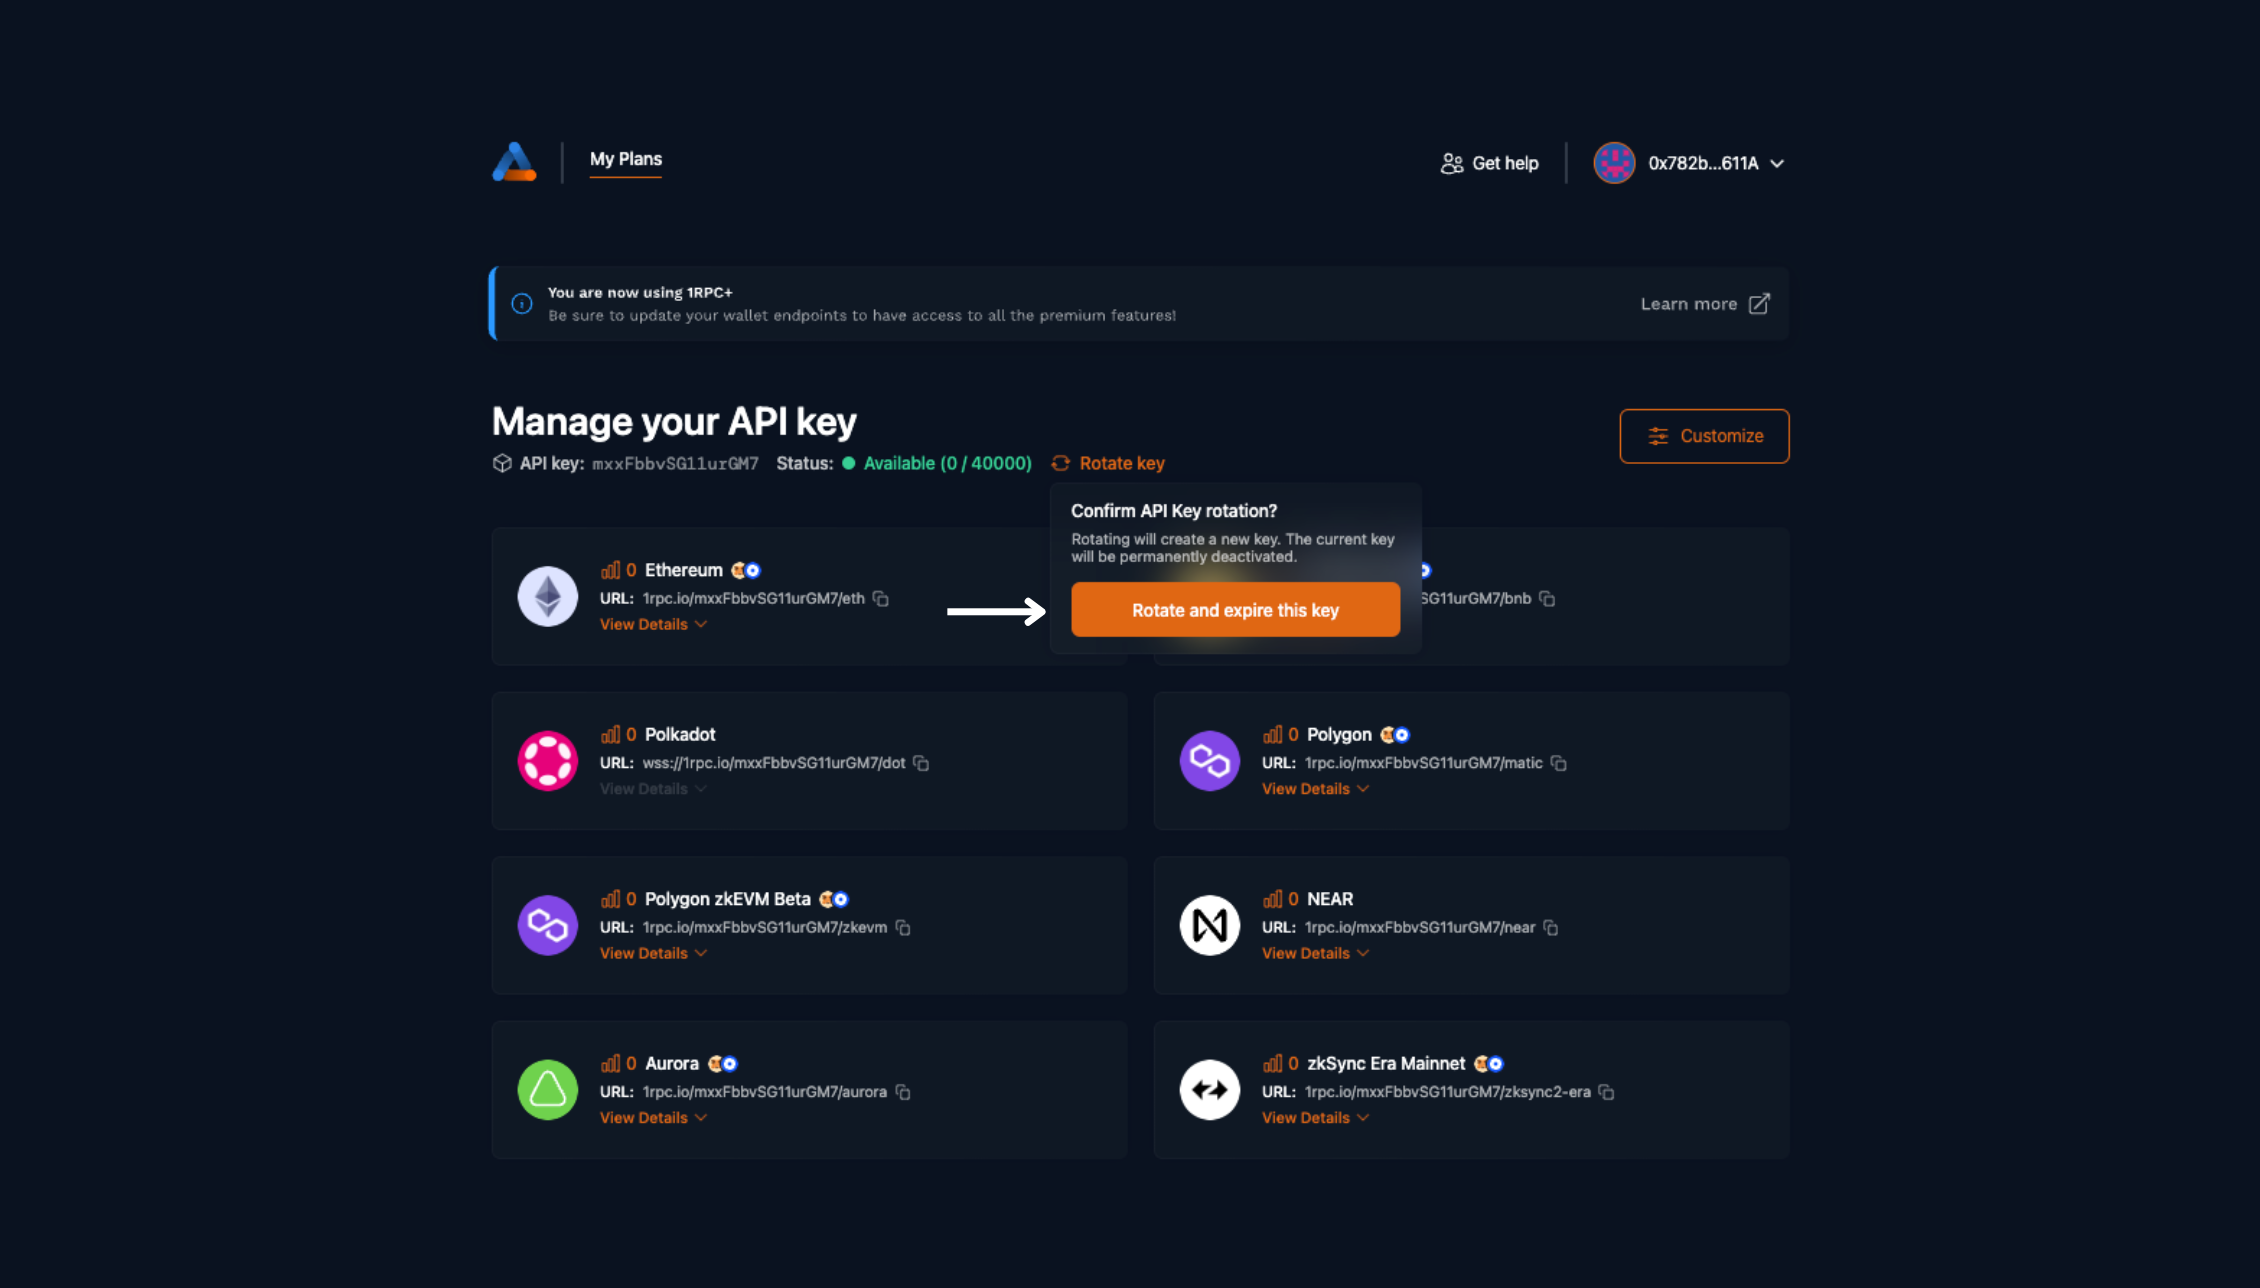 My Plans
Get help
0x782b...611A
You are now using 1RPC+
Be sure to update your wallet endpoints to have access to all the premium features!
Learn more
Manage your API key
Customize
API key: mxxFbbvSG11urGM7 Status: Available (0 / 40000) Rotate key
Confirm API Key rotation?
Rotating will create a new key. The current key
will be permanently deactivated.
Rotate and expire this key
0 Ethereum
URL: 1rpc.io/mxxFbbvSG11urGM7/eth
View Details
SG11urGM7/bnb
0 Polkadot
URL: wss://1rpc.io/mxxFbbvSG11urGM7/dot
View Details
0 Polygon
URL: 1rpc.io/mxxFbbvSG11urGM7/matic
View Details
0 Polygon zkEVM Beta
URL: 1rpc.io/mxxFbbvSG11urGM7/zkevm
View Details
0 NEAR
URL: 1rpc.io/mxxFbbvSG11urGM7/near
View Details
0 Aurora
URL: 1rpc.io/mxxFbbvSG11urGM7/aurora
View Details
0 zkSync Era Mainnet
URL: 1rpc.io/mxxFbbvSG11urGM7/zksync2-era
View Details